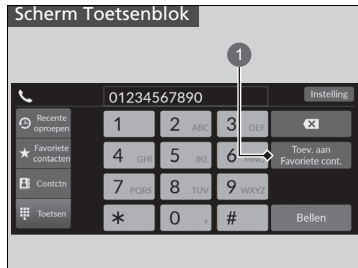 Scherm Toetsenblok
1
01234567890
Instelling
Recente
oproepen
1
2 ABC
3 DEF
Favoriete
contacten
4 GHI
5 JKL
6 MNO
Toev. aan
Favoriete cont.
Contctn
7 PQRS
8 TUV
9 WXYZ
Toetsen
*
0 +
#
Bellen